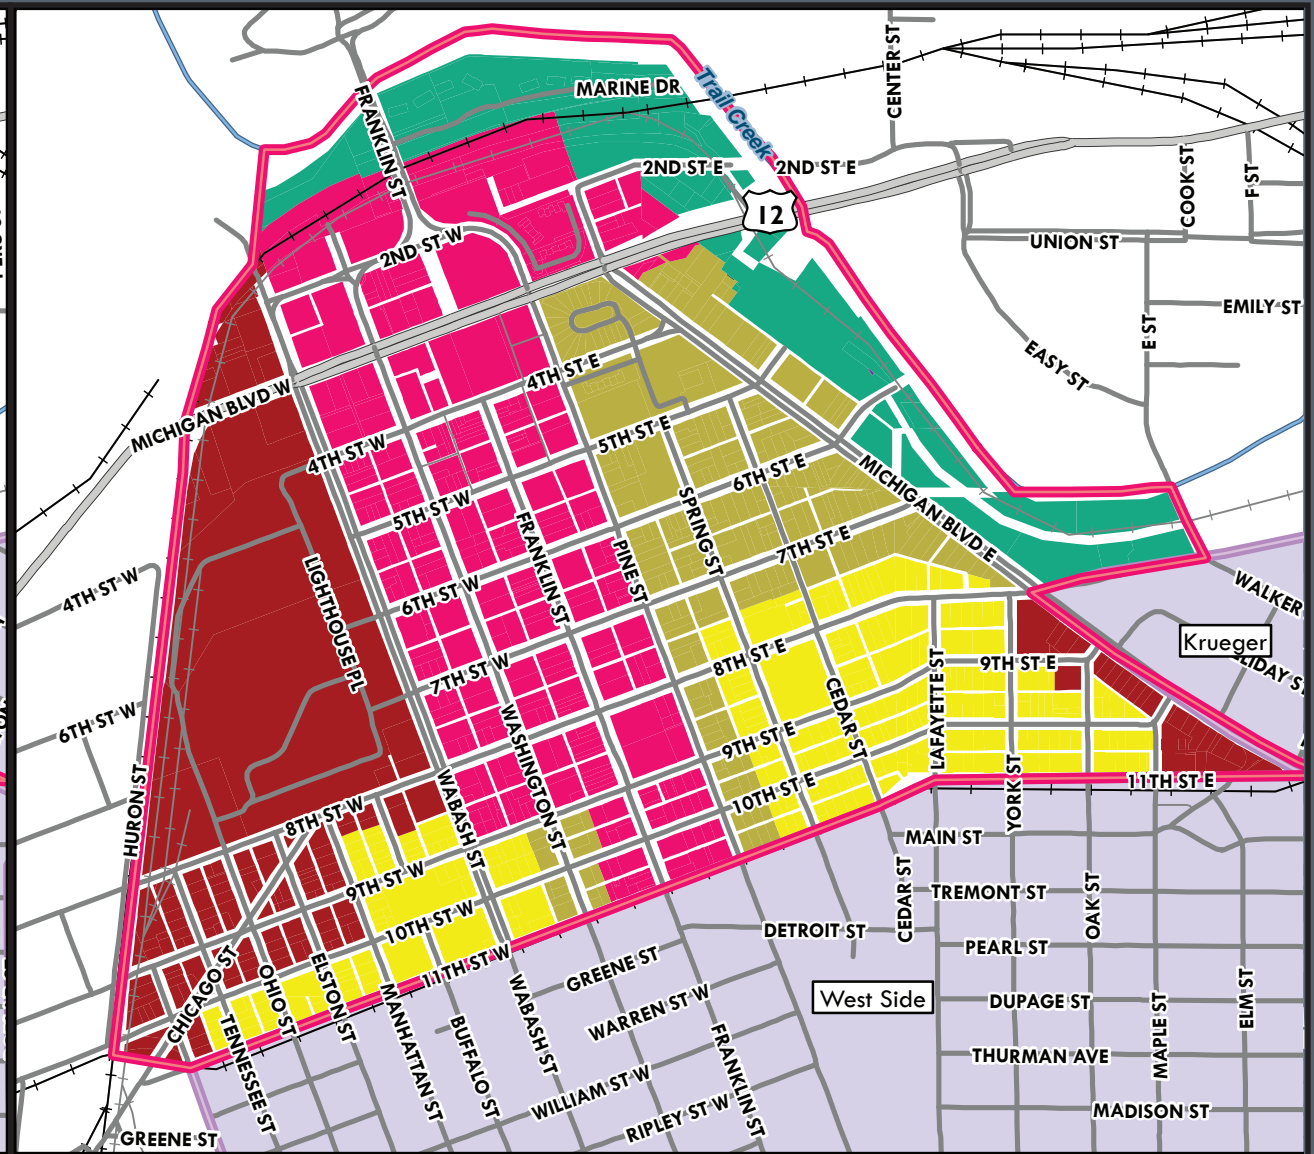 CENTER ST
MARINE DR
Trail Creek
FRANKLIN ST
2ND ST E
2ND ST E
COOK ST
F ST
12
2ND ST W
UNION ST
EMILY ST
E ST
EASY ST
4TH ST E
MICHIGAN BLVD W
5TH ST E
4TH ST W
6TH ST E
MICHIGAN BLVD E
5TH ST W
SPRING ST
FRANKLIN ST
PINE ST
7TH ST E
LIGHTHOUSE PL
4TH ST W
6TH ST W
WALKER
Krueger
8TH ST E
9TH ST E
LAFAYETTE ST
7TH ST W
LIDAY S
CEDAR ST
6TH ST W
WASHINGTON ST
9TH ST E
11TH ST E
YORK ST
10TH ST E
HURON ST
WABASH ST
8TH ST W
MAIN ST
9TH ST W
CEDAR ST
TREMONT ST
OAK ST
10TH ST W
DETROIT ST
PEARL ST
11TH ST W
GREENE ST
CHICAGO ST
OHIO ST
ELSTON ST
West Side
DUPAGE ST
ELM ST
MAPLE ST
WARREN ST W
WABASH ST
TENNESSEE ST
MANHATTAN ST
BUFFALO ST
FRANKLIN ST
THURMAN AVE
WILLIAM ST W
MADISON ST
RIPLEY ST W
GREENE ST